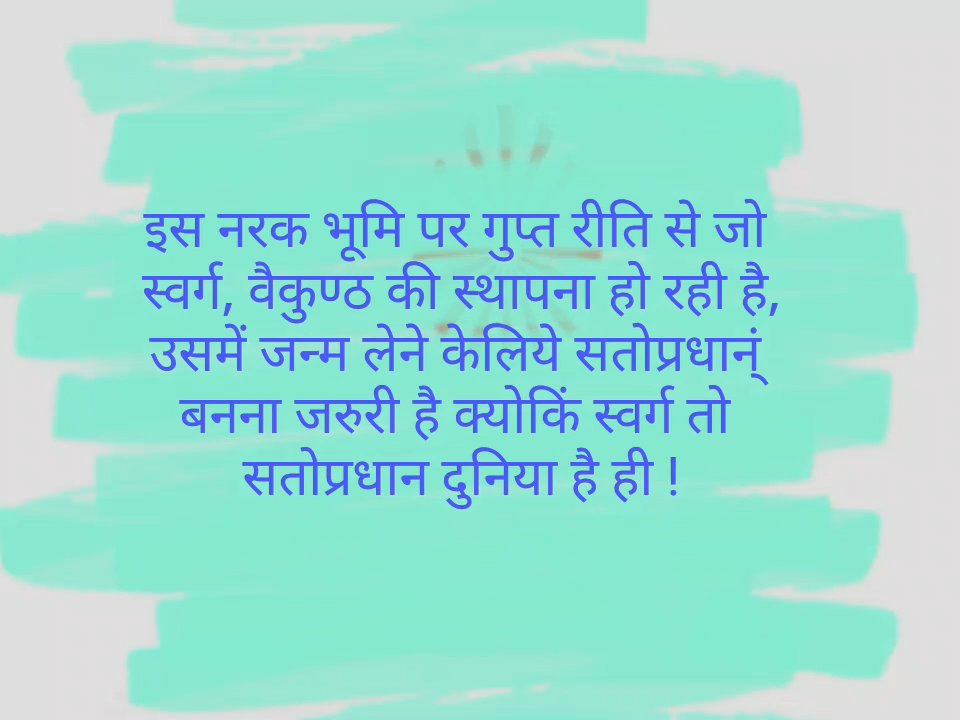 इस नरक भूमि पर गुप्त रीति से जो
स्वर्ग, वैकुण्ठ की स्थापना हो रही है,
उसमें जन्म लेने केलिये सतोप्रधान्ं
बनना जरुरी है क्योकिं स्वर्ग तो
सतोप्रधान दुनिया है ही !